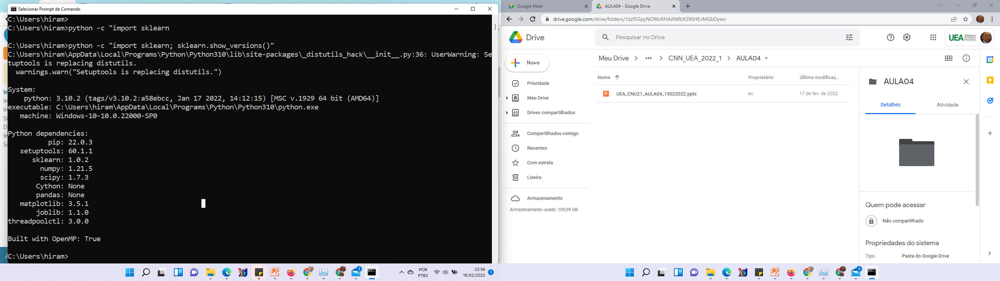 Selecionar Prompt de Comando
C:\Users\hiram>
C:\Users\hiram>python -c "import sklearn
C:\Users\hiram>python -c "import sklearn; sklearn.show_versions()"
C:\Users\hiram\AppData\Local\Programs\Python\Python310\lib\site-packages\_distutils_hack\__init__.py:36: UserWarning: Se
tuptools is replacing distutils.
warnings.warn("Setuptools is replacing distutils.")
System:
python: 3.10.2 (tags/v3.10.2:a58ebcc, Jan 17 2022, 14:12:15) [MSC v.1929 64 bit (AMD64)]
executable: C:\Users\hiram\AppData\Local\Programs\Python\Python310\python.exe
machine: Windows-10-10.0.22000-SP0
Python dependencies:
pip: 22.0.3
setuptools: 60.1.1
sklearn: 1.0.2
numpy: 1.21.5
scipy: 1.7.3
Cython: None
pandas: None
matplotlib: 3.5.1
joblib: 1.1.0
threadpoolctl: 3.0.0
Built with OpenMP: True
C:\Users\hiram>
POR
PTB2
22:56
18/02/2022
1
1
Google Meet
AULA04 - Google Drive
drive.google.com/drive/folders/1zzfSGpyNOWxRHAANfbXS9SHEvMGbDywv
Drive
Pesquisar no Drive
UEA
Novo
Prioridade
Meu Drive
Drives compartilhados
Compartilhados comigo
Recentes
Com estrela
Lixeira
Armazenamento
Armazenamento usado: 109,09 GB
Meu Drive > ••• > CNN_UEA_2022_1 > AULA04
Nome
Proprietário
Última modificaç...
UEA_CNU21_AULA04_15022022.pptx
eu
17 de fev. de 2022
AULA04
Detalhes
Atividade
Quem pode acessar
Não compartilhado
Propriedades do sistema
Tipo
Pasta do Google Drive
31
1